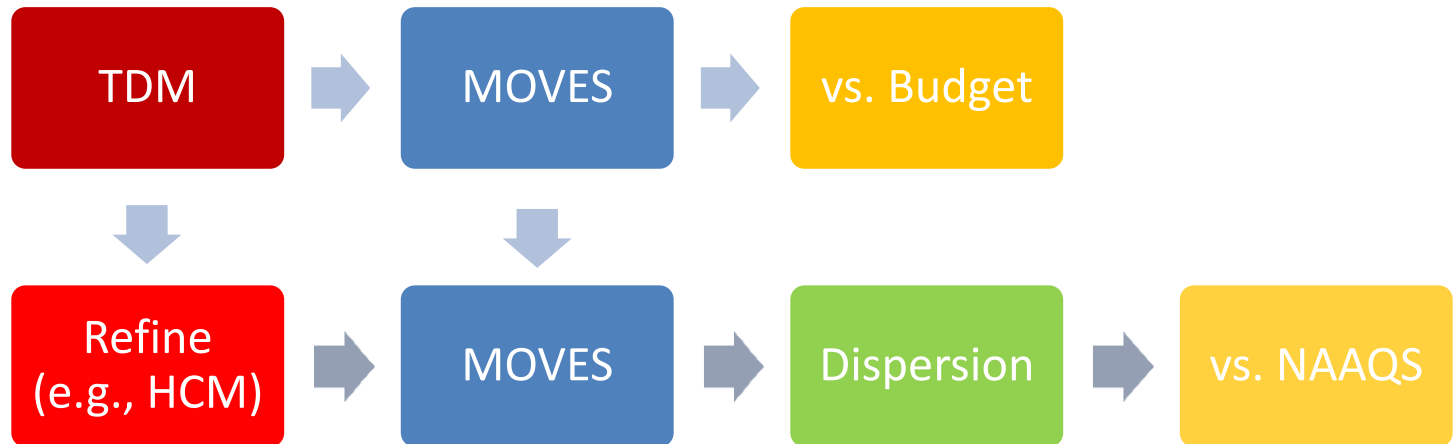 TDM
MOVES
vs. Budget
Refine
(e.g., HCM)
MOVES
Dispersion
vs. NAAQS